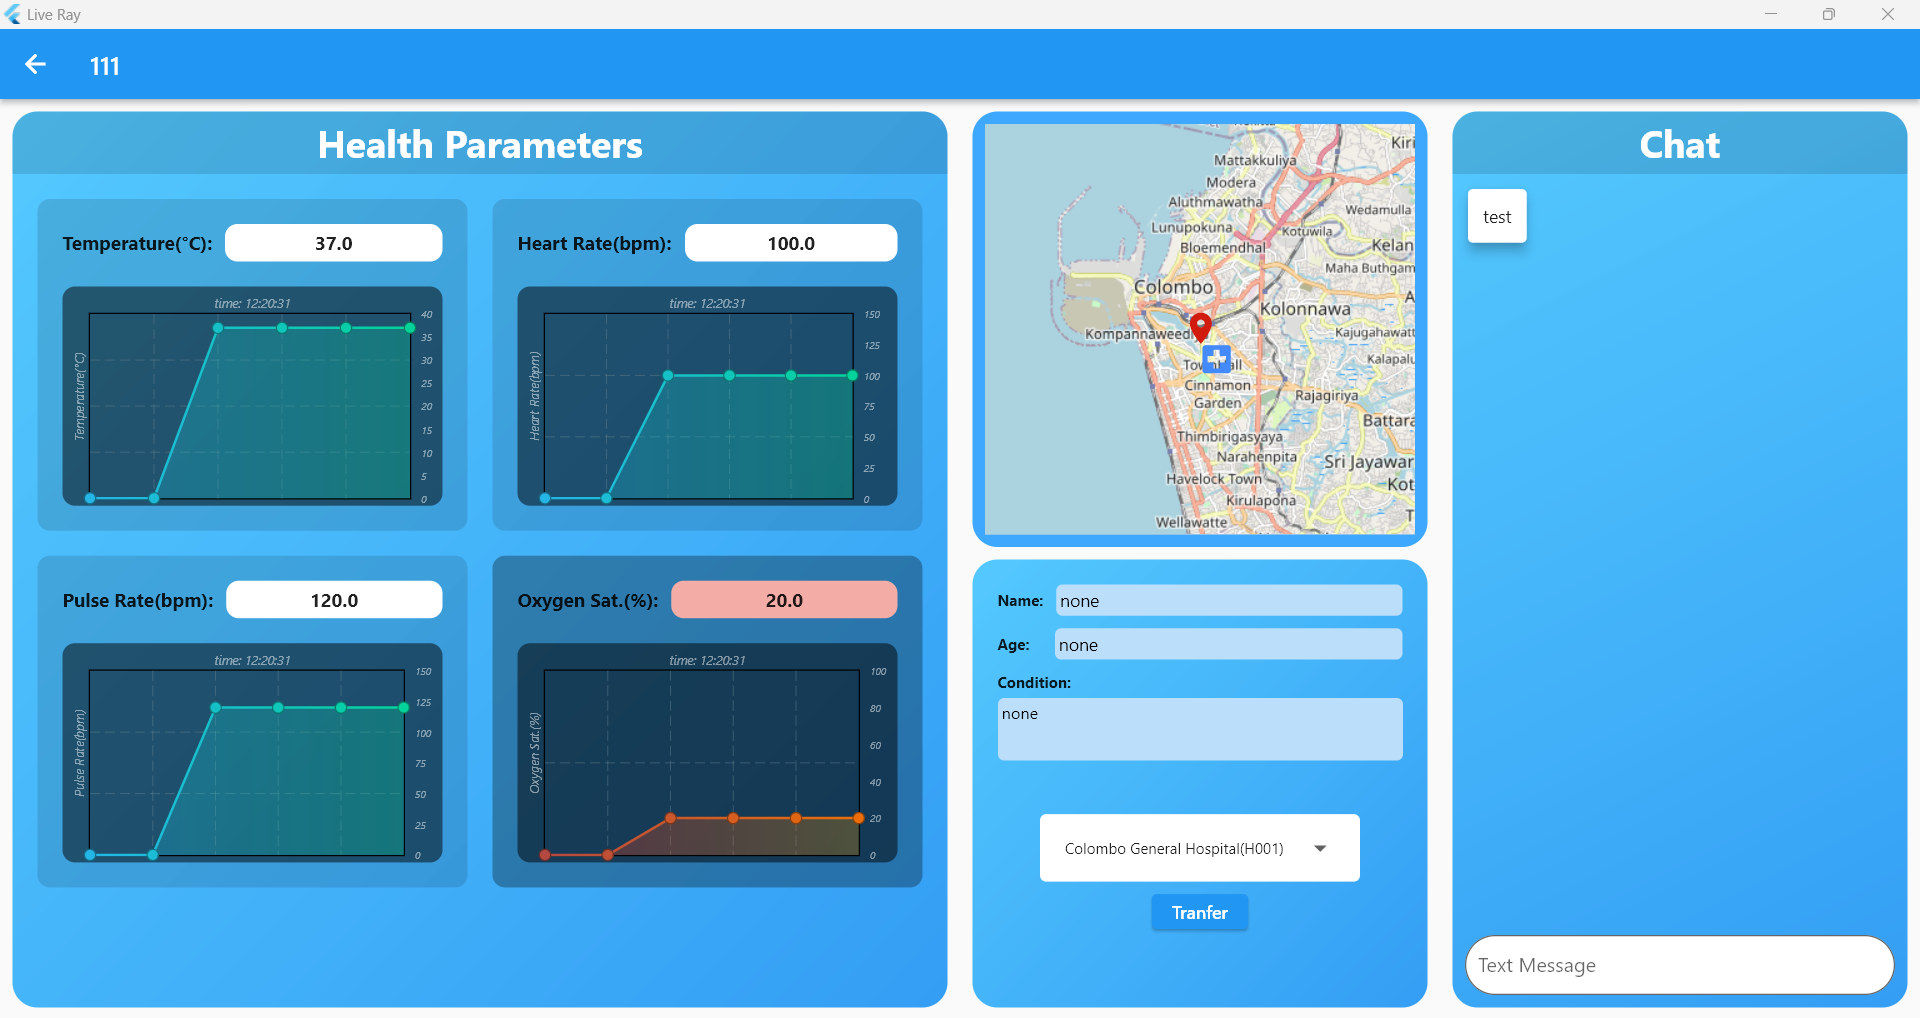 Live Ray
111
Health Parameters
Temperature(°C):
37.0
time: 12:20:31
Temperature(°C)
40
35
30
25
20
15
10
5
0
Heart Rate(bpm):
100.0
time: 12:20:31
Heart Rate(bpm)
150
125
100
75
50
25
0
Pulse Rate(bpm):
120.0
time: 12:20:31
Pulse Rate(bpm)
150
125
100
75
50
25
0
Oxygen Sat.(%):
20.0
time: 12:20:31
Oxygen Sat.(%)
100
80
60
40
20
0
Kiri
Mattakkuliya
Modera
Aluthmawatha
Wedamulla
Lunupokuna
Kotuwila
Bloemendhal
Kelan
Maha Buthgam
Colombo
A
Kolonnawa
Kompannaweedi
Kajugahawatt
Kalapalu
Cinnamon
Garden
Rajagiriya
Battara
Thimbirigasyaya
Narahenpita
Sri Jayawar
Havelock Town
Kot
Kirulapona
T
Wellawatte
Name:
none
Age:
none
Condition:
none
Colombo General Hospital(H001)
Tranfer
Chat
test
Text Message